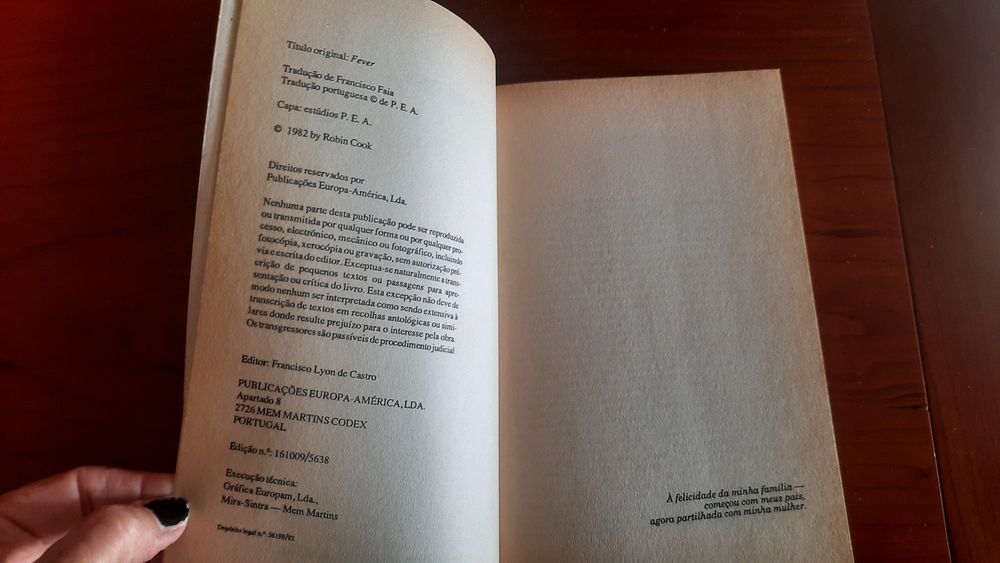 Título original: Fever
Tradução de Francisco Faia
Tradução portuguesa © de P. E. A.
Capa: estúdios P. E. A.
© 1982 by Robin Cook
Direitos reservados por
Publicações Europa-América, Lda.
Nenhuma parte desta publicação pode ser reproduzida
ou transmitida por qualquer forma ou por qualquer pro-
cesso, electrónico, mecânico ou fotográfico, incluindo
fotocópia, xerocópia ou gravação, sem autorização pré-
via e escrita do editor. Exceptua-se naturalmente a trans-
crição de pequenos textos ou passagens para apre-
sentação ou crítica do livro. Esta excepção não deve de
modo nenhum ser interpretada como sendo extensiva à
transcrição de textos em recolhas antológicas ou simi-
lares donde resulte prejuízo para o interesse pela obra.
Os transgressores são passíveis de procedimento judicial
Editor: Francisco Lyon de Castro
PUBLICAÇÕES EUROPA-AMÉRICA, LDA.
Apartado 8
2726 MEM MARTINS CODEX
PORTUGAL
Edição n.º: 161009/5638
Execução técnica:
Gráfica Europam, Lda.,
Mira-Sintra — Mem Martins
Depósito legal n.º: 56199/92
À felicidade da minha família —
começou com meus pais,
agora partilhada com minha mulher.